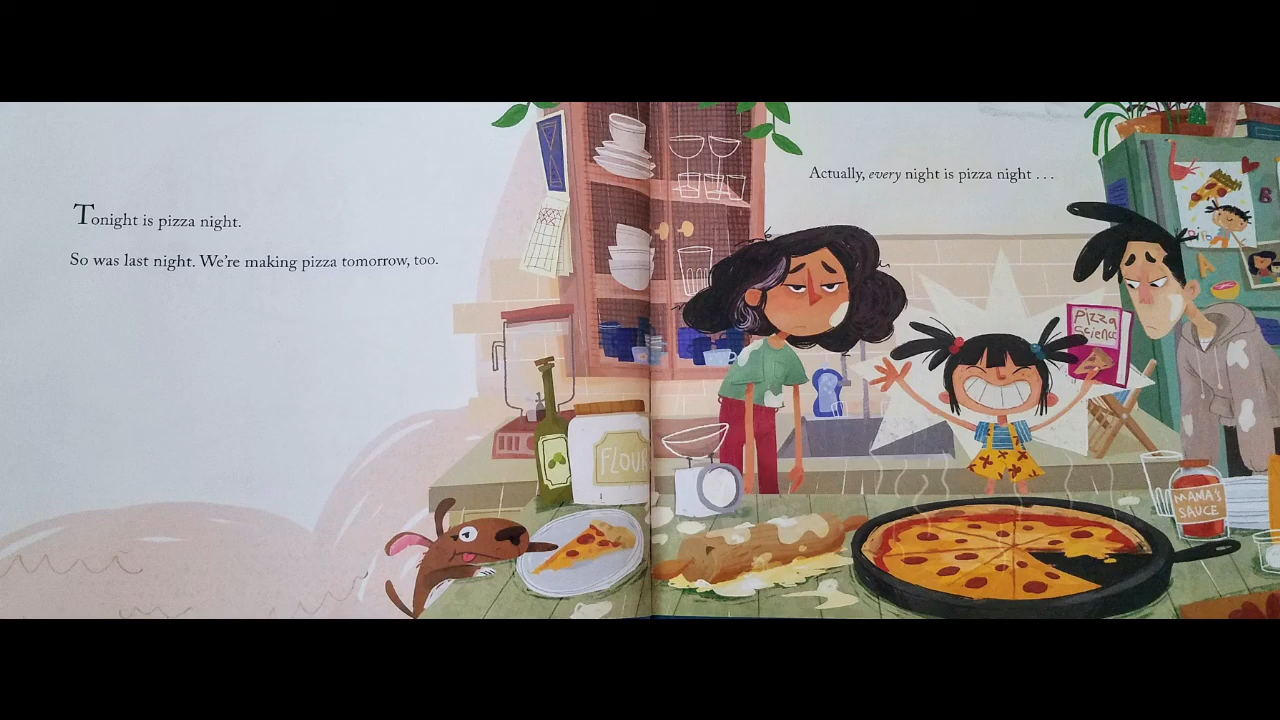 Tonight is pizza night.
So was last night. We're making pizza tomorrow, too.
Actually, every night is pizza night . . .
Pizza
Science
FLOUR
MAMA'S
SAUCE
B
A